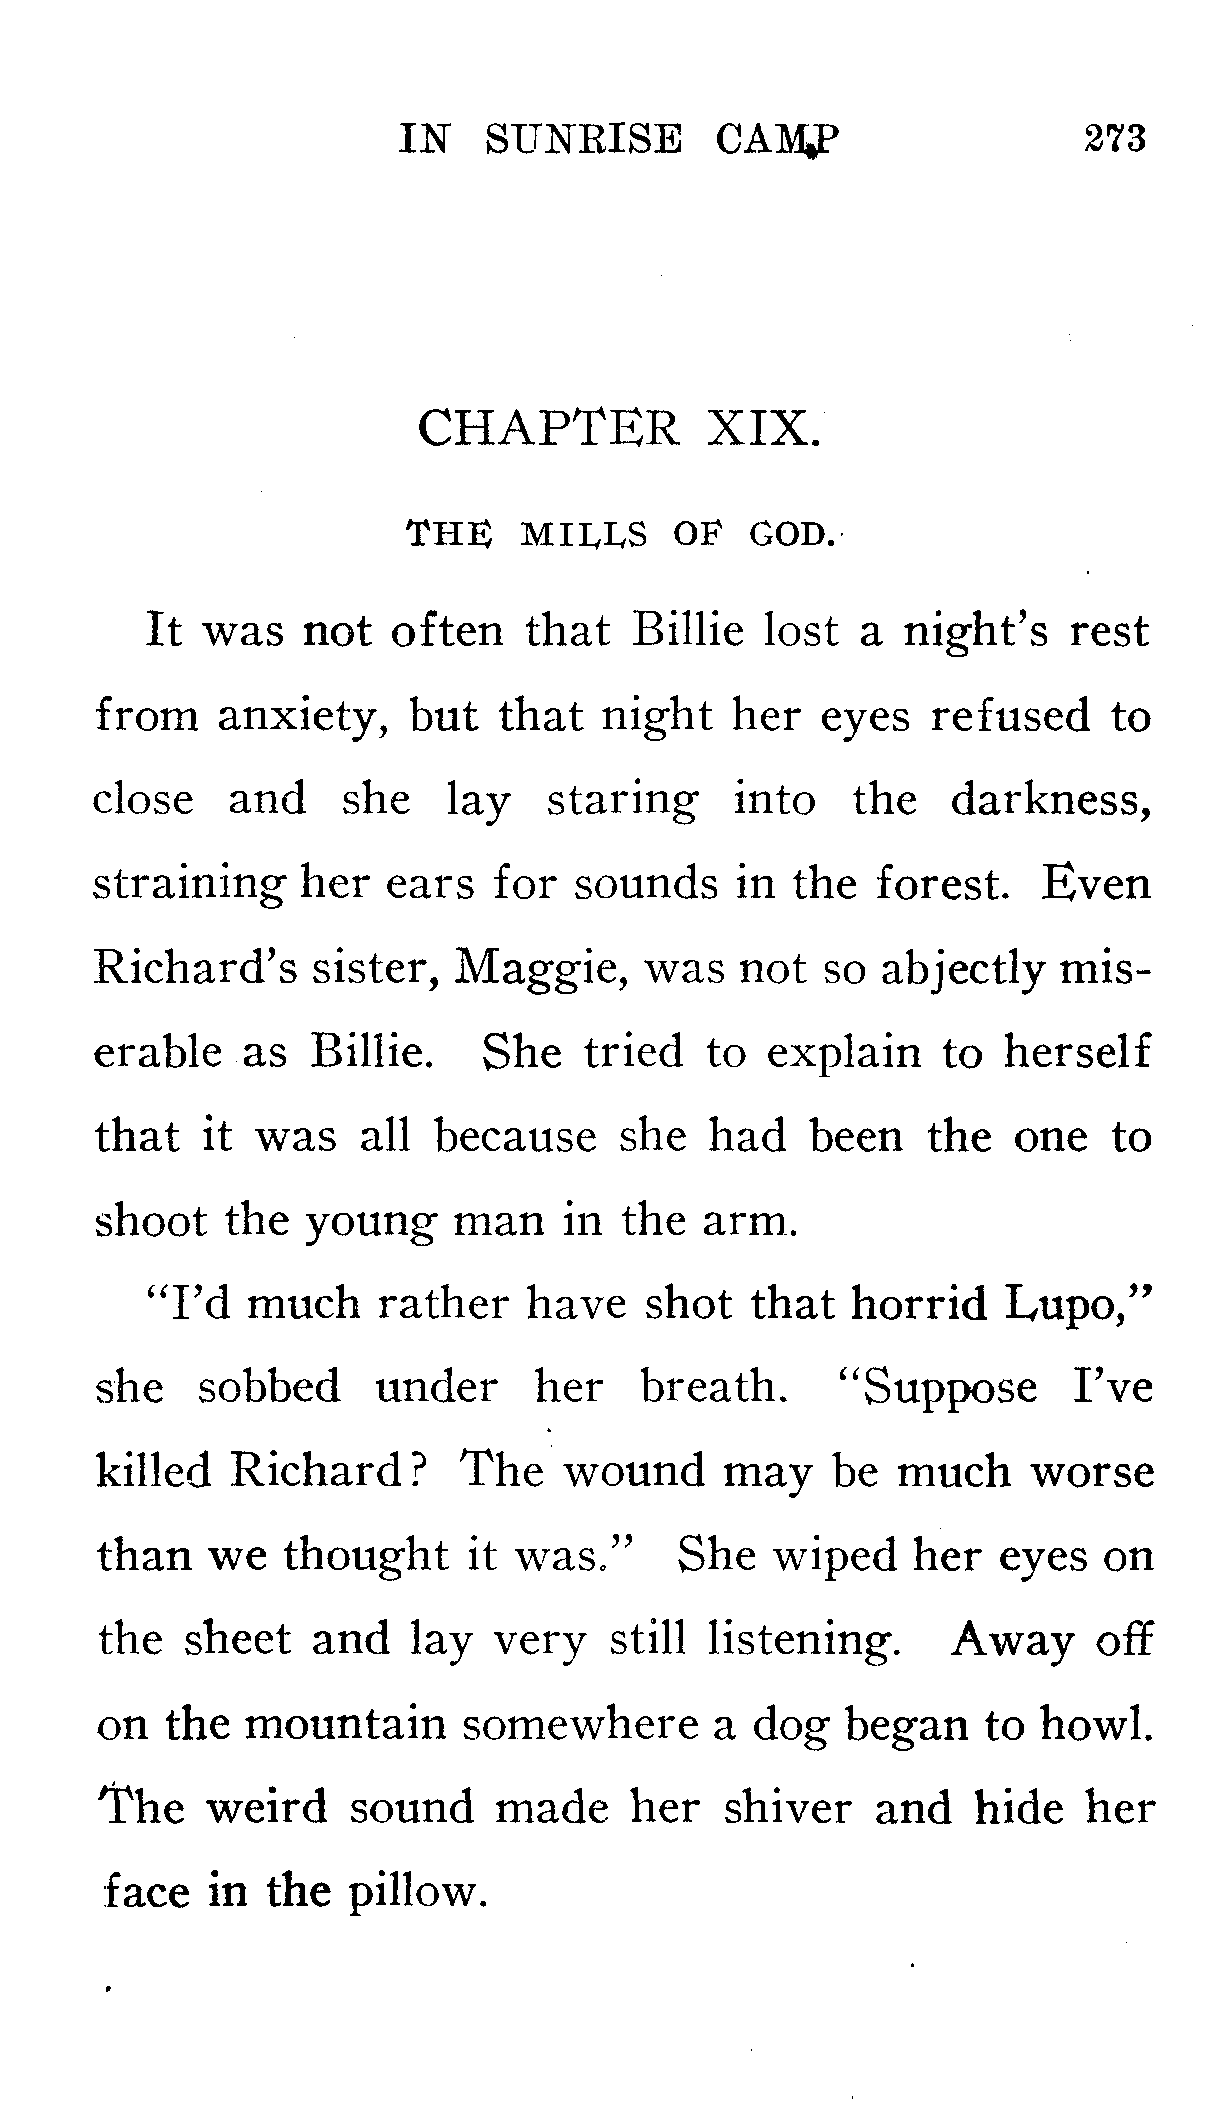 IN SUNRISE CAMP 273
CHAPTER XIX.
THE MILLS OF GOD.
It was not often that Billie lost a night's rest
from anxiety, but that night her eyes refused to
close and she lay staring into the darkness,
straining her ears for sounds in the forest. Even
Richard's sister, Maggie, was not so abjectly mis-
erable as Billie. She tried to explain to herself
that it was all because she had been the one to
shoot the young man in the arm.
"I'd much rather have shot that horrid Lupo,"
she sobbed under her breath. "Suppose I've
killed Richard? The wound may be much worse
than we thought it was." She wiped her eyes on
the sheet and lay very still listening. Away off
on the mountain somewhere a dog began to howl.
The weird sound made her shiver and hide her
face in the pillow.